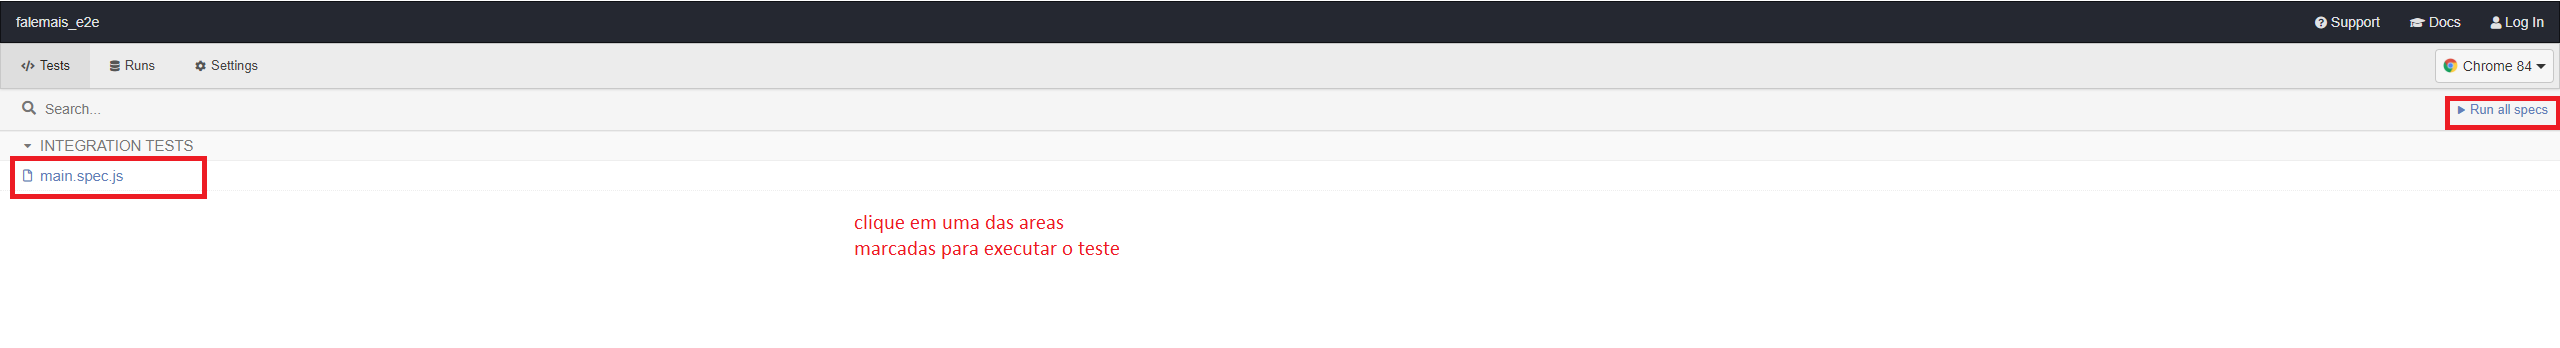 falemais_e2e
Support
Docs
Log In
Tests
Runs
Settings
Chrome 84
Search...
Run all specs
INTEGRATION TESTS
main.spec.js
clique em uma das areas
marcadas para executar o teste